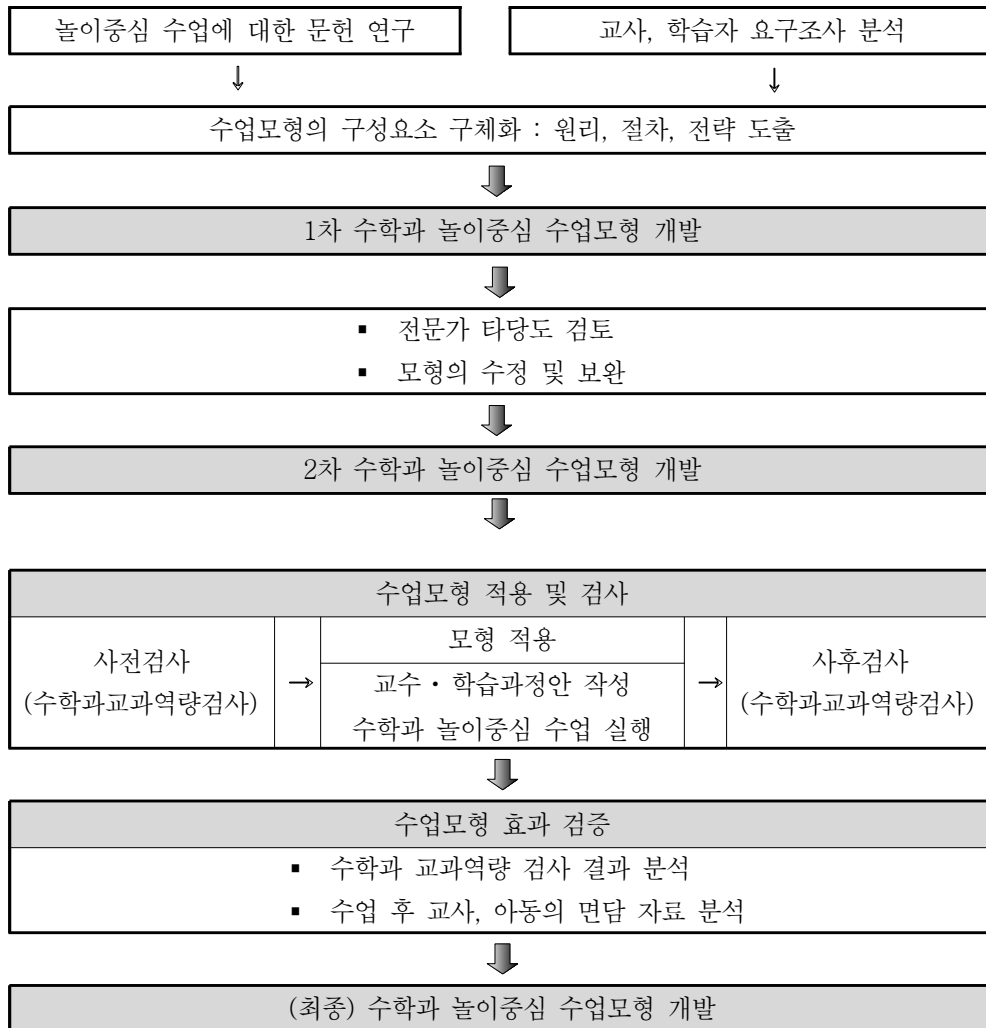 놀이중심 수업에 대한 문헌 연구
교사, 학습자 요구조사 분석
↓
↓
수업모형의 구성요소 구체화 : 원리, 절차, 전략 도출
1차 수학과 놀이중심 수업모형 개발
▪ 전문가 타당도 검토
▪ 모형의 수정 및 보완
2차 수학과 놀이중심 수업모형 개발
수업모형 적용 및 검사
사전검사
(수학과교과역량검사)
→
모형 적용
교수・학습과정안 작성
수학과 놀이중심 수업 실행
→
사후검사
(수학과교과역량검사)
수업모형 효과 검증
▪ 수학과 교과역량 검사 결과 분석
▪ 수업 후 교사, 아동의 면담 자료 분석
(최종) 수학과 놀이중심 수업모형 개발